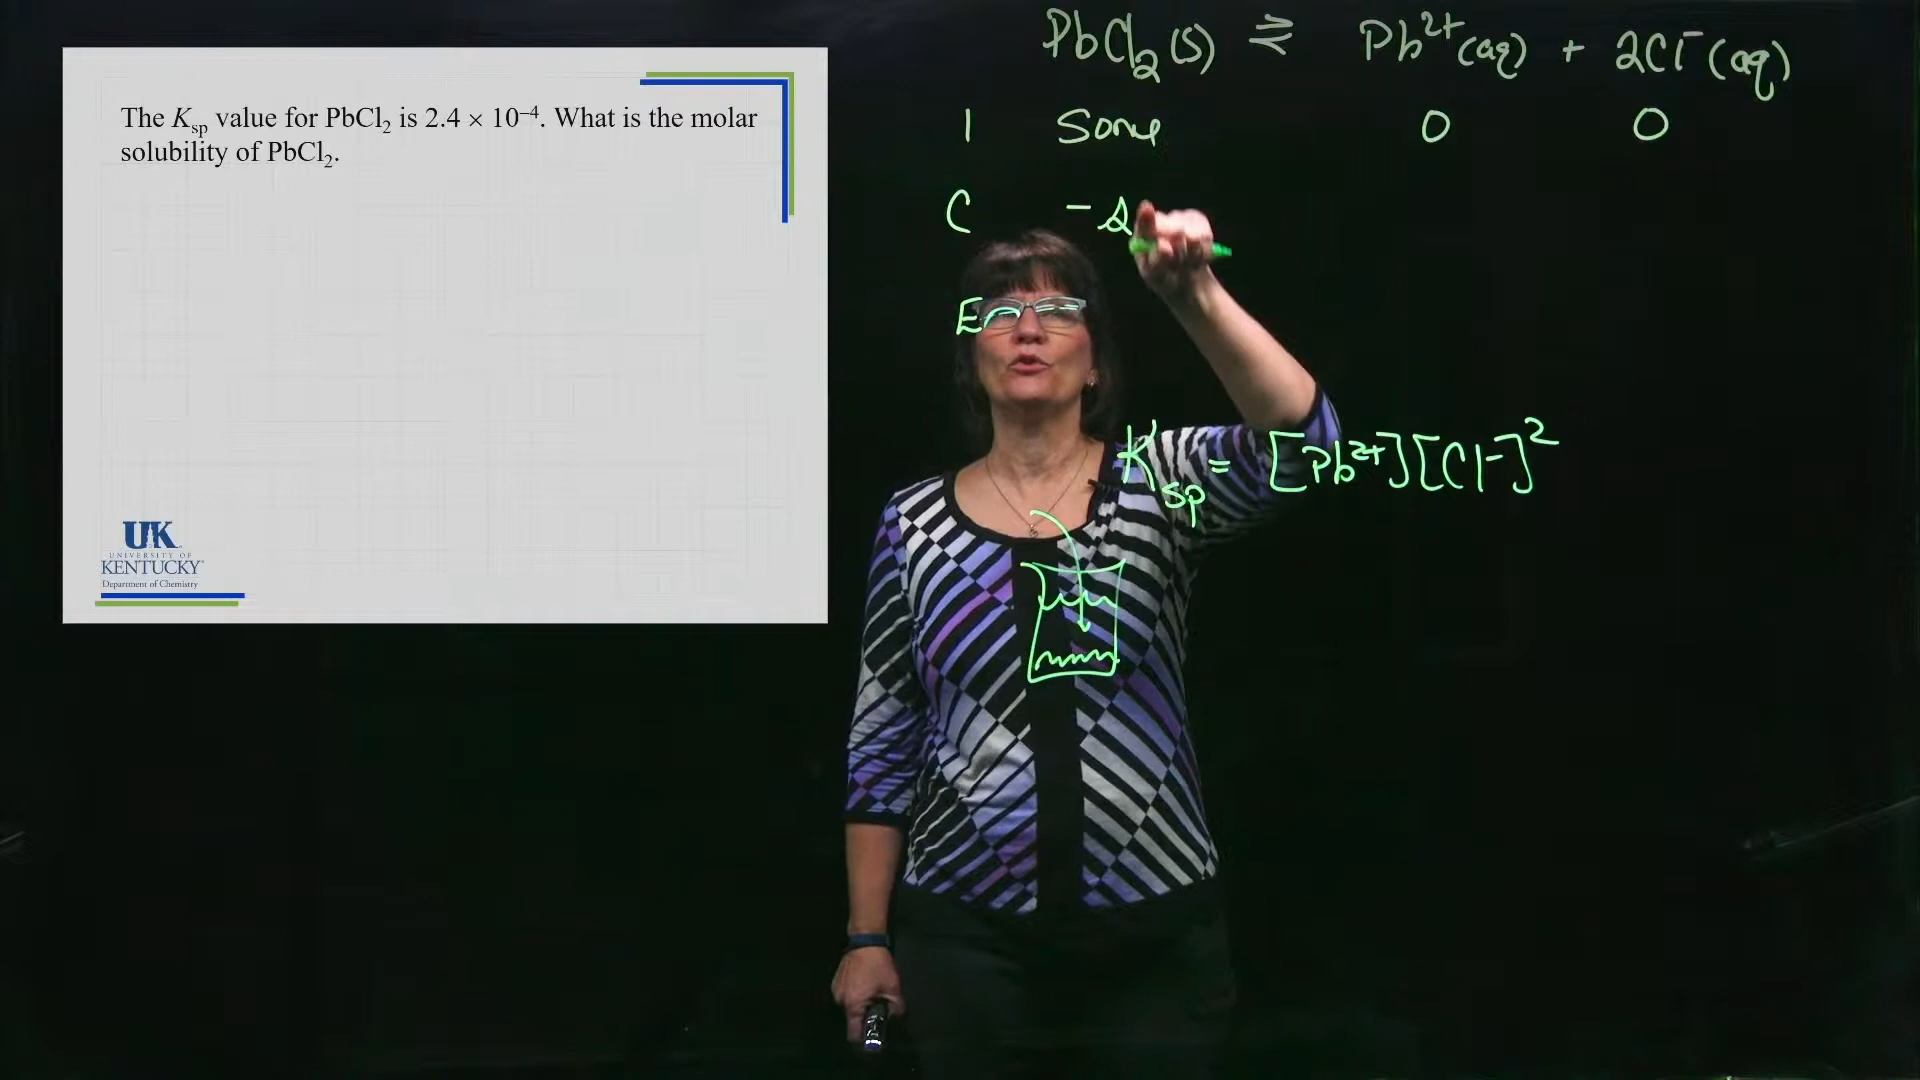 The Ksp value for PbCl₂ is 2.4 × 10⁻⁴. What is the molar
solubility of PbCl₂.
UK
UNIVERSITY OF
KENTUCKY
Department of Chemistry
PbCl₂(s) ⇌ Pb²⁺(aq) + 2Cl⁻(aq)
I Some 0 0
C -s
E
Ksp = [Pb²⁺][Cl⁻]²